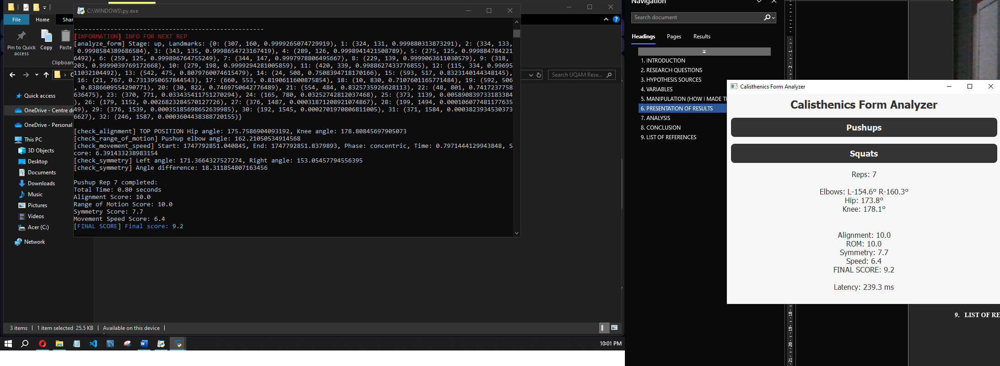 File
Home
Shar
Pin to Quick access
Copy
Paste
Clipboard
Search UQAM Rese...
Quick access
OneDrive - Centre de
OneDrive - Personal
This PC
3D Objects
Desktop
Documents
Downloads
Music
Pictures
Videos
Acer (C:)
Network
3 items
1 item selected 25.5 KB
Available on this device
C:\WINDOWS\py.exe
----------------------------------------------------
[INFORMATION] INFO FOR NEXT REP
[analyze_form] Stage: up, Landmarks: {0: (307, 160, 0.9999265074729919), 1: (324, 131, 0.999880313873291), 2: (334, 133,
0.9998584389686584), 3: (343, 135, 0.9998654723167419), 4: (289, 126, 0.9998941421508789), 5: (275, 125, 0.999884784221
6492), 6: (259, 125, 0.999896764755249), 7: (344, 147, 0.9997978806495667), 8: (229, 139, 0.9999063611030579), 9: (318,
203, 0.9999039769172668), 10: (279, 198, 0.9999294281005859), 11: (420, 339, 0.9998627433776855), 12: (115, 334, 0.99695
11032104492), 13: (542, 475, 0.8079760074615479), 14: (24, 508, 0.7508394718170166), 15: (593, 517, 0.8323140144348145),
16: (21, 767, 0.7313950657844543), 17: (660, 553, 0.8190611600875854), 18: (10, 830, 0.7107601165771484), 19: (592, 506
, 0.8386609554290771), 20: (30, 822, 0.7469750642776489), 21: (554, 484, 0.8325735926628113), 22: (48, 801, 0.7417237758
636475), 23: (370, 771, 0.033435411751270294), 24: (165, 780, 0.03252742812037468), 25: (373, 1139, 0.005890839733183384
), 26: (179, 1152, 0.0026823284570127726), 27: (376, 1487, 0.00031871208921074867), 28: (199, 1494, 0.000106077481177635
49), 29: (376, 1539, 0.00035185698652639985), 30: (192, 1545, 0.0002701970806811005), 31: (371, 1584, 0.0003823934530373
6627), 32: (246, 1587, 0.0003604438388720155)}
[check_alignment] TOP POSITION Hip angle: 175.7586904093192, Knee angle: 178.80845697905073
[check_range_of_motion] Pushup elbow angle: 162.21050534914568
[check_movement_speed] Start: 1747792851.040845, End: 1747792851.8379893, Phase: concentric, Time: 0.7971444129943848, S
core: 6.391433238983154
[check_symmetry] Left angle: 171.3664327527274, Right angle: 153.05457794556395
[check_symmetry] Angle difference: 18.311854807163456
Pushup Rep 7 completed:
Total Time: 0.80 seconds
Alignment Score: 10.0
Range of Motion Score: 10.0
Symmetry Score: 7.7
Movement Speed Score: 6.4
[FINAL SCORE] Final score: 9.2
10:01 PM
Navigation
Search document
Headings
Pages
Results
1. INTRODUCTION
2. RESEARCH QUESTIONS
3. HYPOTHESIS SOURCES
4. VARIABLES
5. MANIPULATION (HOW I MADE TH
6. PRESENTATION OF RESULTS
7. ANALYSIS
8. CONCLUSION
9. LIST OF REFERENCES
Calisthenics Form Analyzer
Calisthenics Form Analyzer
Pushups
Squats
Reps: 7
Elbows: L-154.6° R-160.3°
Hip: 173.8°
Knee: 178.1°
Alignment: 10.0
ROM: 10.0
Symmetry: 7.7
Speed: 6.4
FINAL SCORE: 9.2
Latency: 239.3 ms
9. LIST OF RE